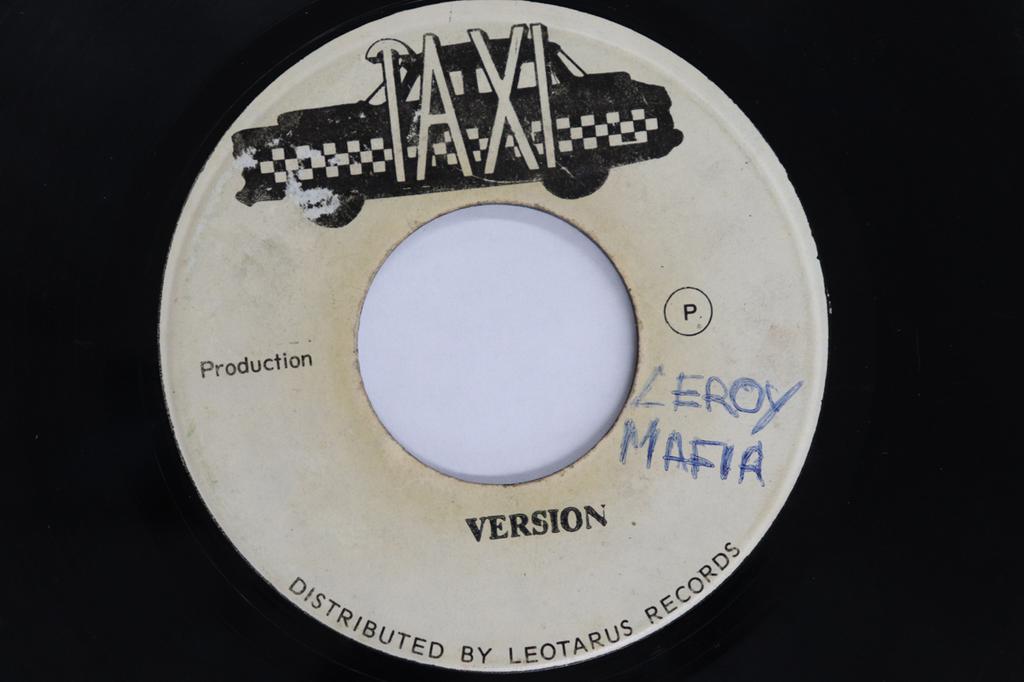 TAXI
P
Production
LEROY
MAFIA
VERSION
DISTRIBUTED BY LEOTARUS RECORDS